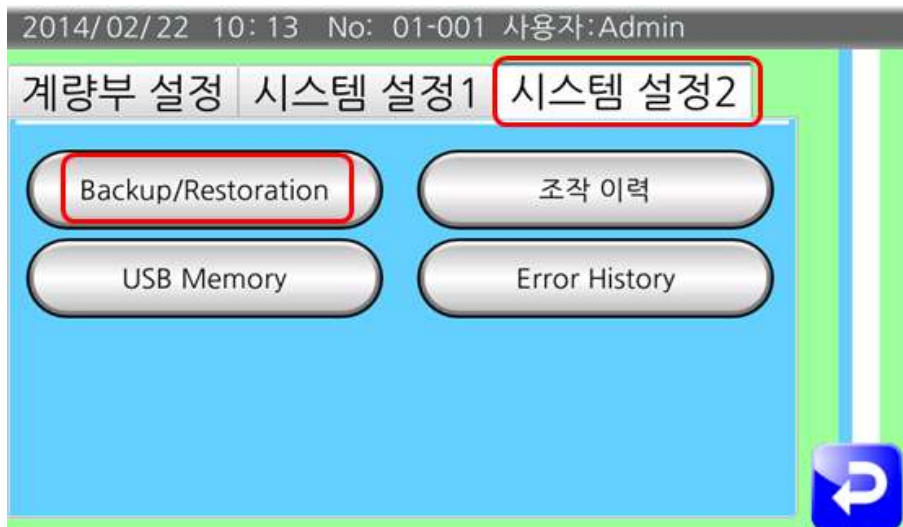 2014/02/22 10:13 No: 01-001 사용자:Admin
계량부 설정 시스템 설정1 시스템 설정2
Backup/Restoration 조작 이력
USB Memory Error History